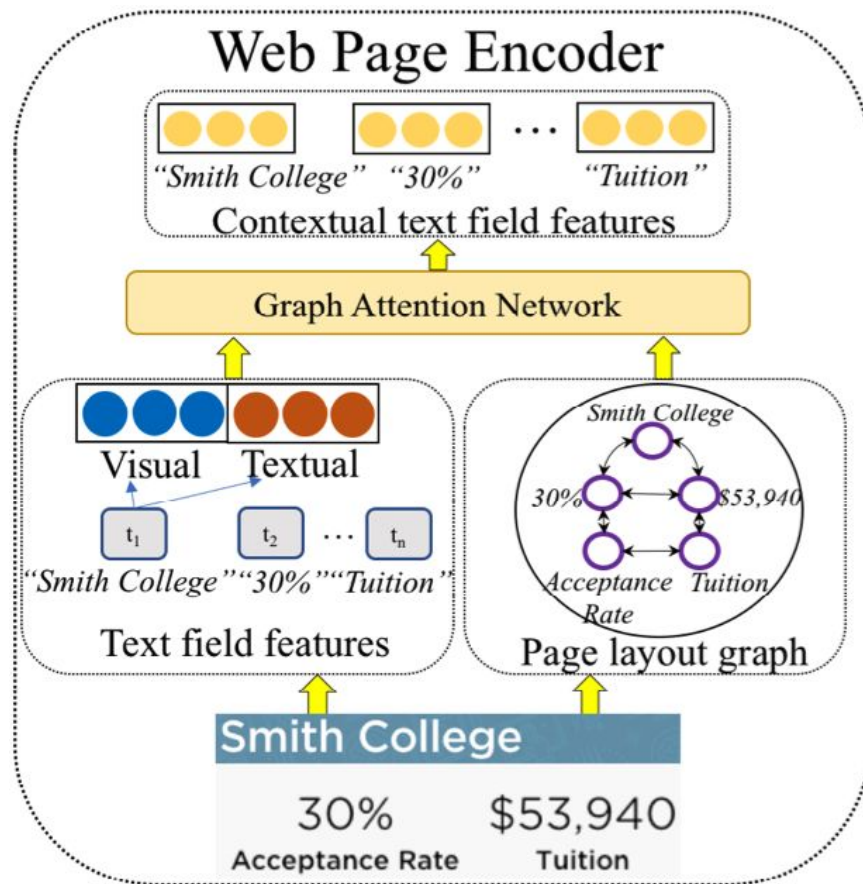 Web Page Encoder
“Smith College” “30%” ... “Tuition”
Contextual text field features
Graph Attention Network
Visual Textual
t1 t2 ... tn
“Smith College” “30%” “Tuition”
Text field features
Smith College
30% $53,940
Acceptance Tuition
Rate
Page layout graph
Smith College
30% $53,940
Acceptance Rate Tuition